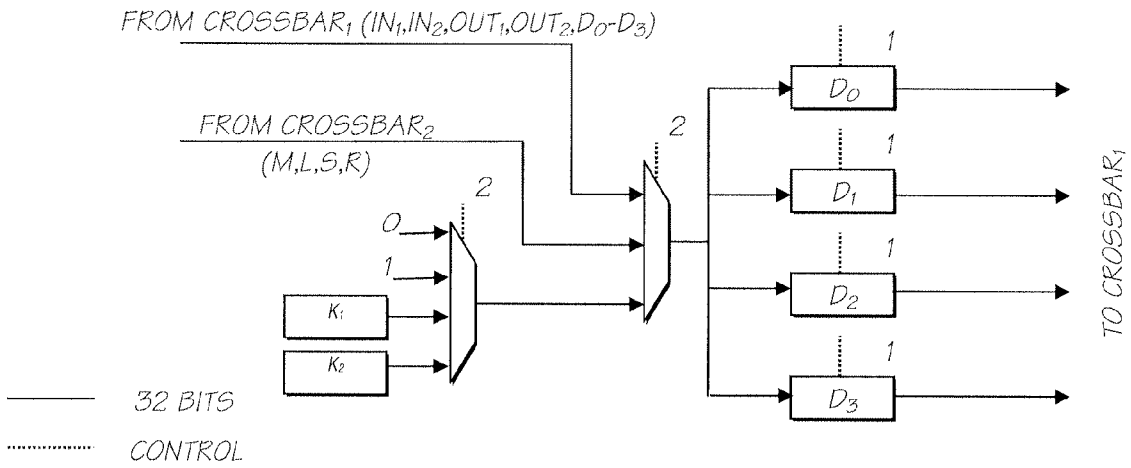 FROM CROSSBAR₁ (IN₁,IN₂,OUT₁,OUT₂,D₀-D₃)
1
D₀
FROM CROSSBAR₂
(M,L,S,R)
2
1
D₁
2
0
1
K₁
K₂
1
D₂
1
D₃
TO CROSSBAR₁
32 BITS
CONTROL